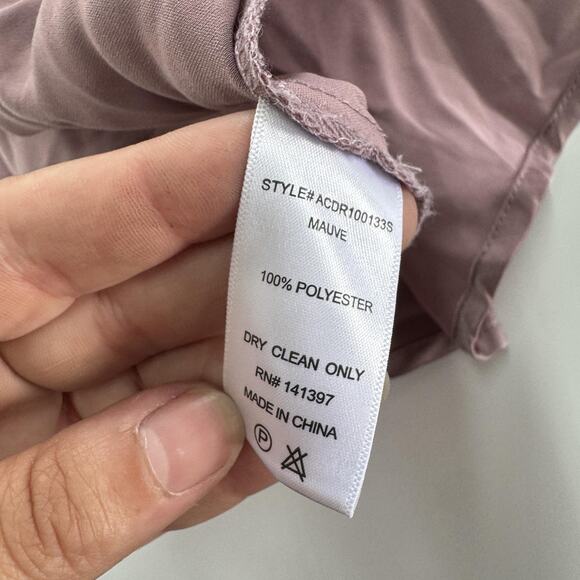 STYLE# ACDR100133S
MAUVE
100% POLYESTER
DRY CLEAN ONLY
RN# 141397
MADE IN CHINA
P